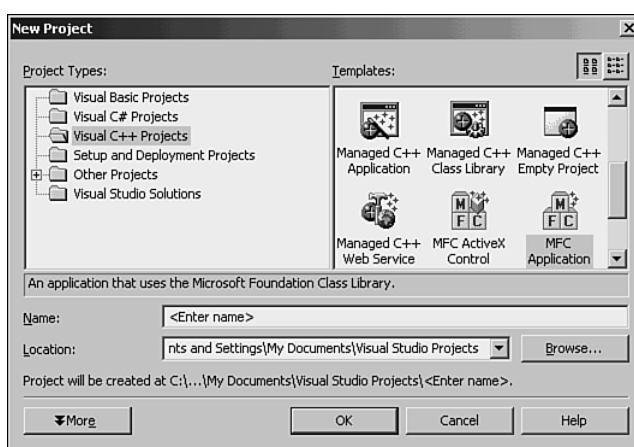 New Project
Project Types:
Templates:
Visual Basic Projects
Visual C# Projects
Visual C++ Projects
Setup and Deployment Projects
Other Projects
Visual Studio Solutions
Managed C++ Application
Managed C++ Class Library
Managed C++ Empty Project
Managed C++ Web Service
MFC
MFC ActiveX Control
MFC
MFC Application
An application that uses the Microsoft Foundation Class Library.
Name:
<Enter name>
Location:
nts and Settings\My Documents\Visual Studio Projects
Browse...
Project will be created at C:\...\My Documents\Visual Studio Projects\<Enter name>.
More
OK
Cancel
Help